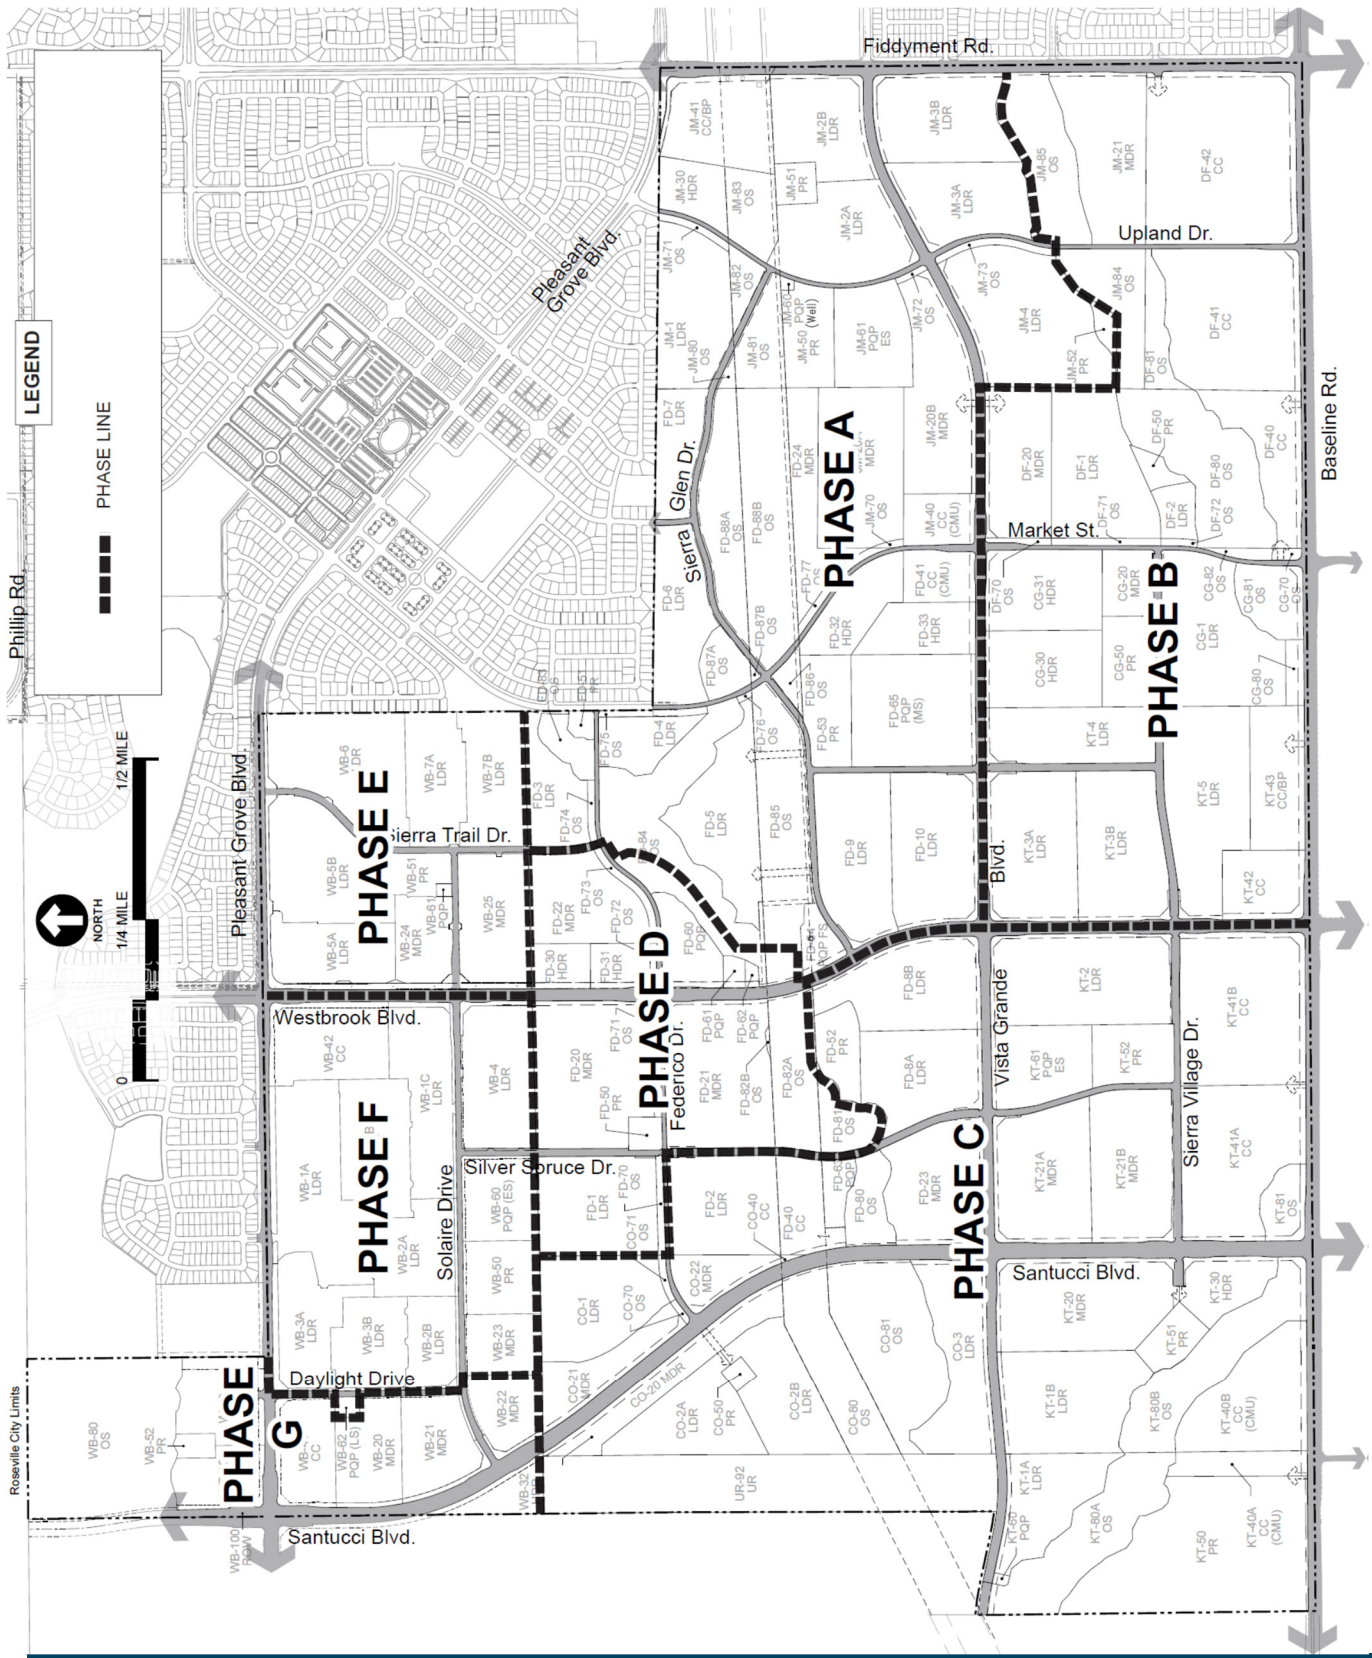 Fiddyment Rd.
JM-41
CC/BP
JM-2B
LDR
JM-3B
LDR
JM-30
HDR
JM-83
OS
JM-51
PR
JM-85
OS
JM-21
MDR
DF-42
CC
JM-3A
LDR
JM-2A
LDR
Upland Dr.
Pleasant
Grove Blvd.
JM-71
OS
JM-82
OS
JM-73
OS
JM-84
OS
JM-60
PQP
(Well)
JM-72
OS
JM-1
LDR
JM-80
OS
JM-81
OS
JM-50
PR
JM-61
PQP
ES
JM-4
LDR
JM-52
PR
DF-81
OS
DF-41
CC
LEGEND
PHASE LINE
Phillip Rd.
Baseline Rd.
FD-7
LDR
Sierra Glen Dr.
FD-24
MDR
PHASE A
MDR
JM-20B
MDR
DF-20
MDR
DF-1
LDR
DF-50
PR
DF-40
CC
DF-80
OS
FD-88A
OS
FD-88B
OS
JM-70
OS
JM-40
CC
(CMU)
DF-71
OS
DF-2
LDR
DF-72
OS
Market St.
FD-6
LDR
FD-77
OS
FD-41
CC
(CMU)
DF-70
OS
CG-31
HDR
CG-20
MDR
CG-82
OS
CG-81
OS
CG-70
OS
FD-87A
OS
FD-87B
OS
FD-32
HDR
FD-33
HDR
CG-30
HDR
CG-50
PR
PHASE B
CG-1
LDR
CG-80
OS
FD-86
OS
FD-83
OS
FD-51
PR
FD-75
OS
FD-4
LDR
FD-76
OS
FD-53
PR
FD-65
PQP
(MS)
KT-4
LDR
1/2 MILE
1/4 MILE
0
NORTH
Pleasant Grove Blvd.
WB-6
DR
PHASE E
WB-7A
LDR
WB-7B
LDR
FD-3
LDR
FD-74
OS
FD-5
LDR
FD-85
OS
KT-5
LDR
KT-43
CC/BP
Sierra Trail Dr.
WB-5B
LDR
WB-51
PR
FD-84
OS
FD-9
LDR
FD-10
LDR
Blvd.
KT-3A
LDR
KT-3B
LDR
KT-42
CC
WB-5A
LDR
WB-24
MDR
WB-61
PQP
WB-25
MDR
FD-22
MDR
FD-73
OS
FD-72
OS
FD-60
PQP
FD-30
HDR
FD-31
HDR
PHASE D
FD-61
PQP
FD-62
PQP
PQP FS
FD-8B
LDR
Vista Grande
KT-2
LDR
Westbrook Blvd.
WB-42
CC
FD-71
OS
Federico Dr.
KT-41B
CC
WB-1C
LDR
WB-4
LDR
FD-20
MDR
FD-50
PR
FD-21
MDR
FD-82B
OS
FD-82A
OS
FD-52
PR
FD-8A
LDR
KT-61
PQP
ES
KT-52
PR
Sierra Village Dr.
B
PHASE F
FD-81
OS
WB-1A
LDR
Solaire Drive
Silver Spruce Dr.
WB-60
PQP (ES)
FD-1
LDR
FD-70
OS
FD-2
LDR
CO-40
CC
FD-63
PQP
FD-80
OS
FD-23
MDR
PHASE C
KT-21A
MDR
KT-21B
MDR
KT-41A
CC
KT-81
OS
WB-2A
LDR
WB-50
PR
CO-71
OS
FD-40
CC
Santucci Blvd.
CO-22
MDR
CO-1
LDR
CO-70
OS
KT-20
MDR
KT-30
HDR
WB-3A
LDR
WB-3B
LDR
WB-2B
LDR
WB-23
MDR
CO-81
OS
CO-3
LDR
KT-51
PR
Daylight Drive
CO-21
MDR
CO-20 MDR
WB-22
MDR
CO-2A
LDR
CO-50
PR
CO-2B
LDR
CO-80
OS
KT-1B
LDR
KT-80B
OS
KT-40B
CC
(CMU)
Roseville City Limits
WB-80
OS
WB-52
PR
PHASE
G
CC
WB-62
PQP (LS)
WB-20
MDR
WB-21
MDR
WB-32
UR-92
UR
KT-1A
LDR
KT-60
PQP
KT-80A
OS
KT-50
PR
KT-40A
CC
(CMU)
WB-100
ROW
Santucci Blvd.